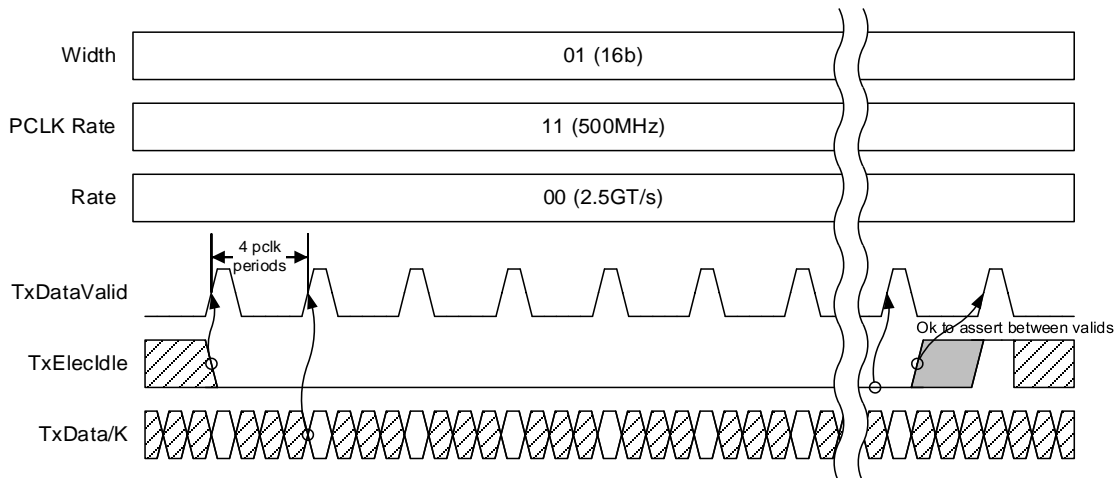 Width
01 (16b)
PCLK Rate
11 (500MHz)
Rate
00 (2.5GT/s)
4 pclk
periods
TxDataValid
Ok to assert between valids
TxElecIdle
TxData/K